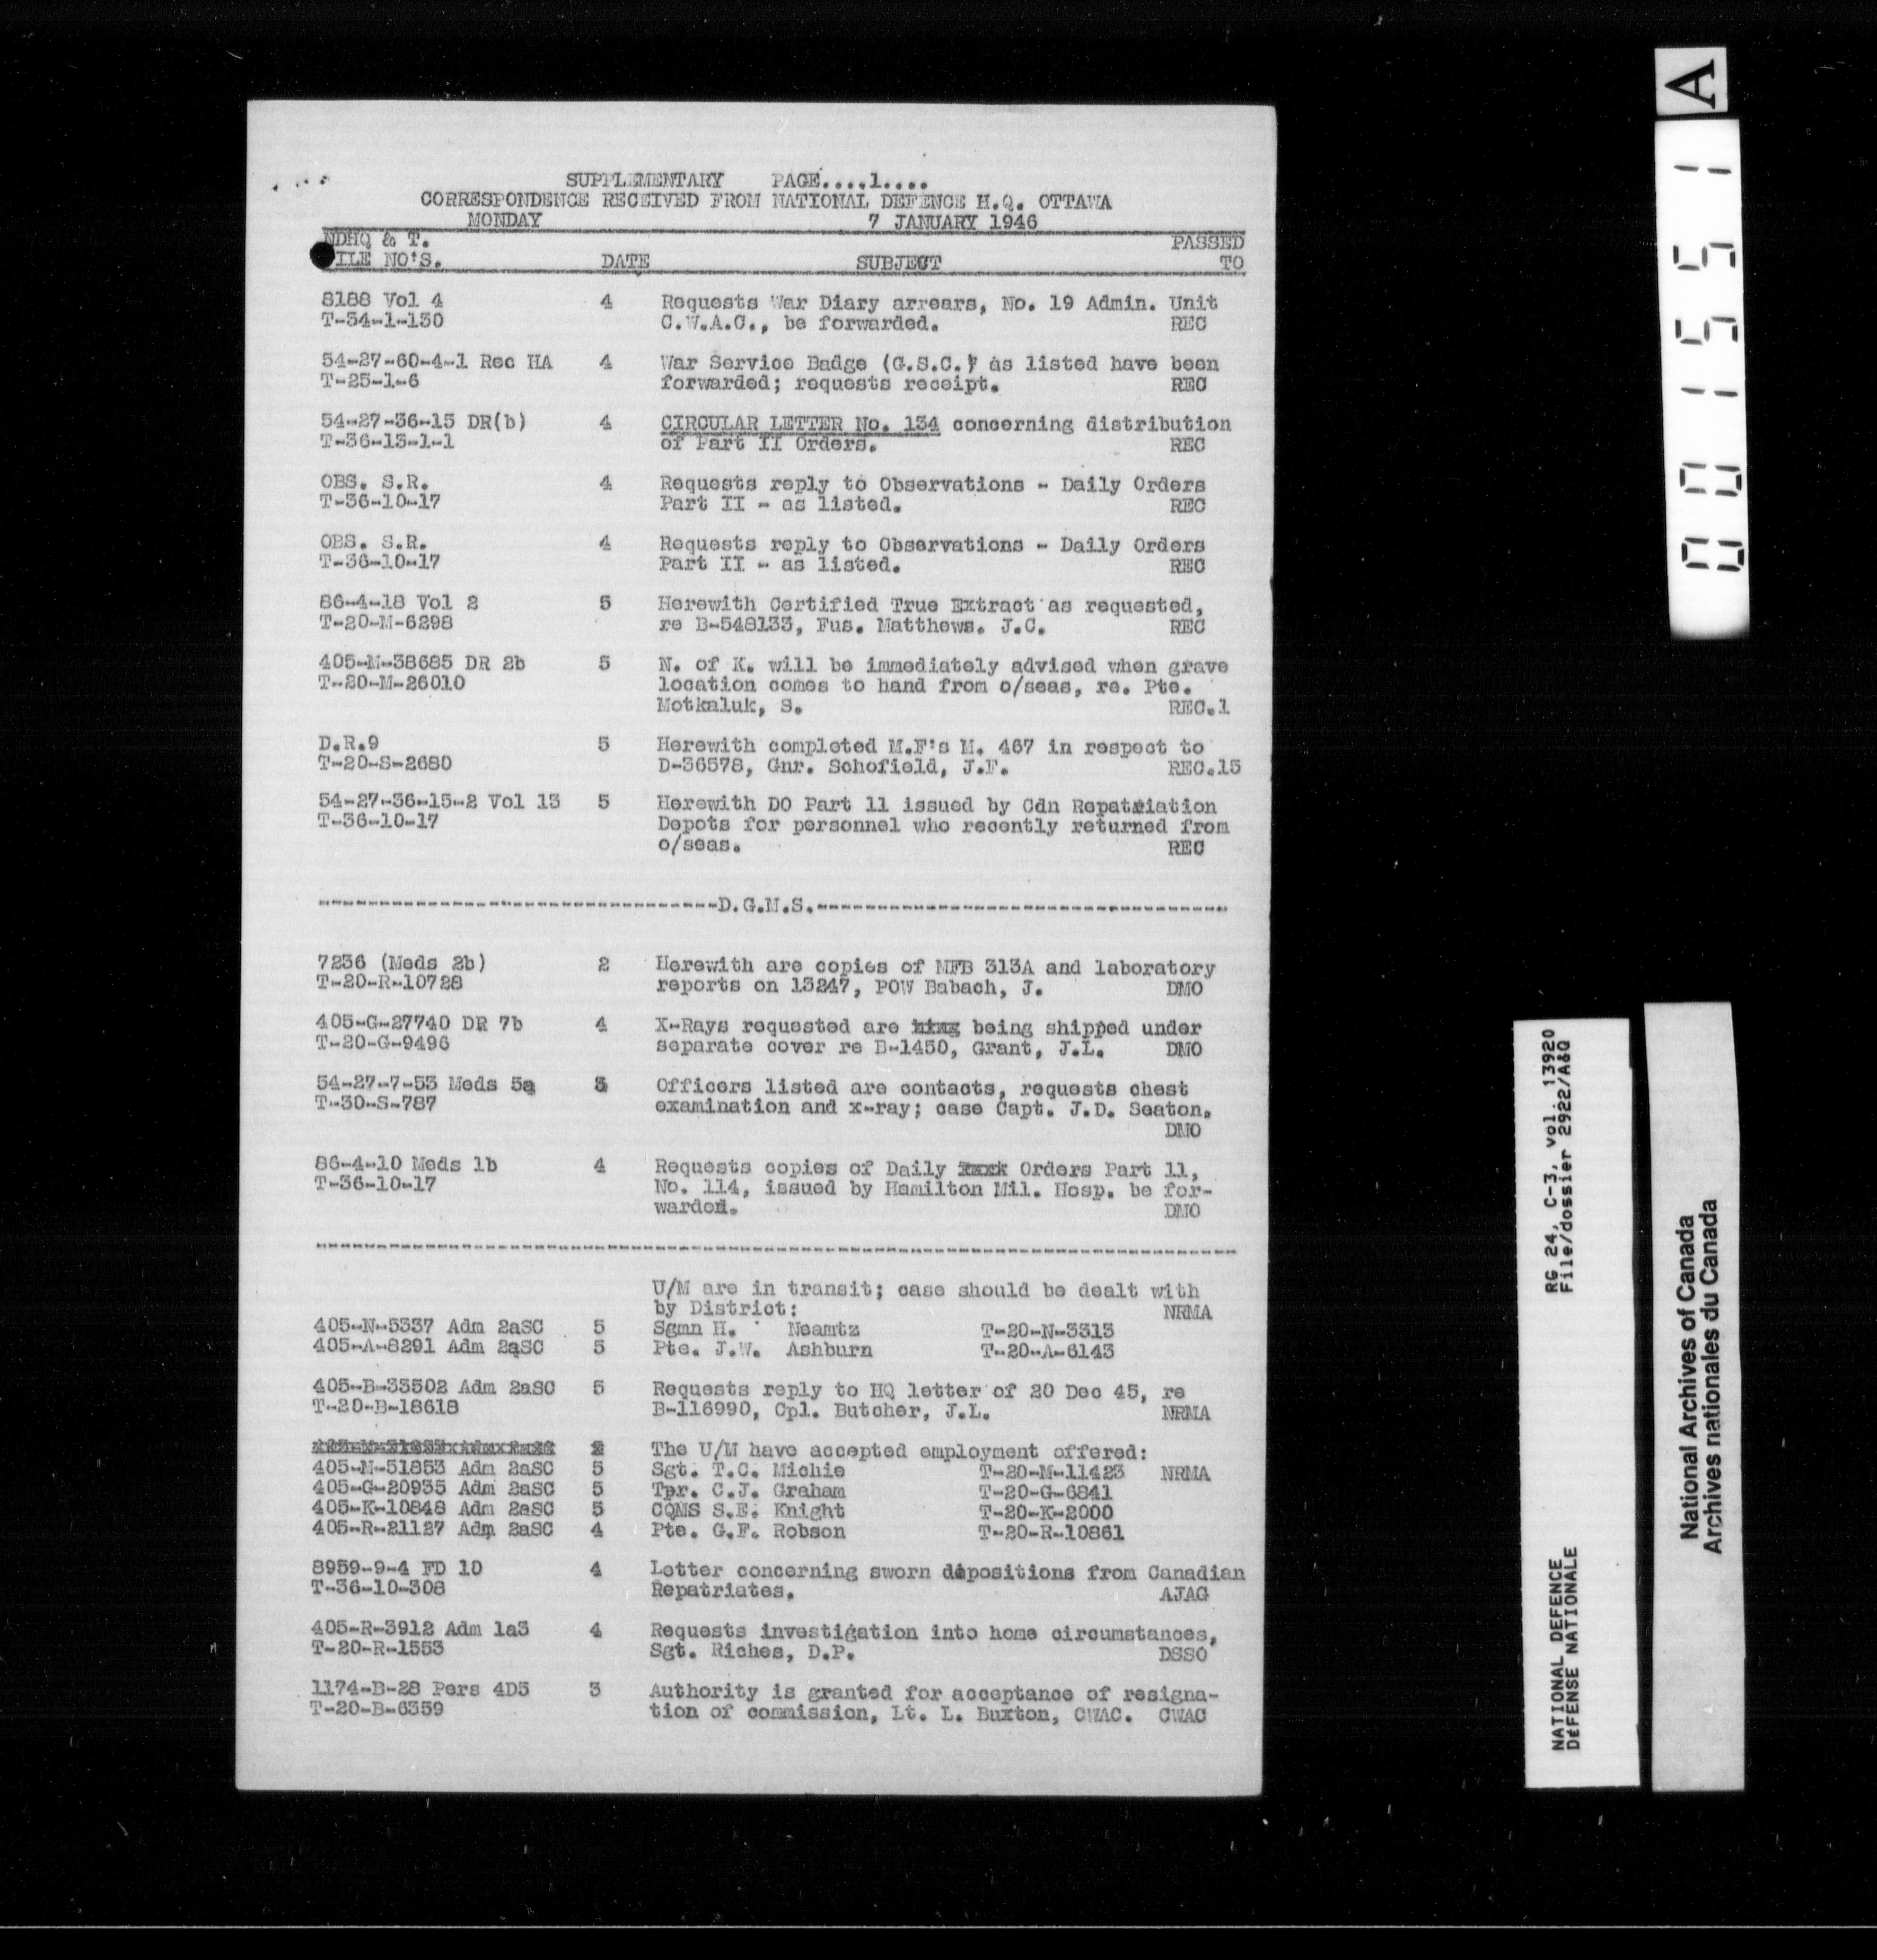 SUPPLEMENTARY PAGE....1....
CORRESPONDENCE RECEIVED FROM NATIONAL DEFENCE H.Q. OTTAWA
MONDAY 7 JANUARY 1946
NDHQ & T. PASSED
FILE NO'S. DATE SUBJECT TO
8188 Vol 4 4 Requests War Diary arrears, No. 19 Admin. Unit
T-34-1-130 C.W.A.C., be forwarded. REC
54-27-60-4-1 Rec HA 4 War Service Badge (G.S.C.) as listed have been
T-25-1-6 forwarded; requests receipt. REC
54-27-36-15 DR(b) 4 CIRCULAR LETTER No. 134 concerning distribution
T-36-13-1-1 of Part II Orders. REC
OBS. S.R. 4 Requests reply to Observations - Daily Orders
T-36-10-17 Part II - as listed. REC
OBS. S.R. 4 Requests reply to Observations - Daily Orders
T-36-10-17 Part II - as listed. REC
86-4-18 Vol 2 5 Herewith Certified True Extract as requested,
T-20-M-6298 re B-548133, Fus. Matthews. J.C. REC
405-M-38685 DR 2b 5 N. of K. will be immediately advised when grave
T-20-M-26010 location comes to hand from o/seas, re. Pte.
Motkaluk, S. REC.1
D.R.9 5 Herewith completed M.F's M. 467 in respect to
T-20-S-2680 D-36578, Gnr. Schofield, J.F. REC.15
54-27-36-15-2 Vol 13 5 Herewith DO Part 11 issued by Cdn Repatriation
T-36-10-17 Depots for personnel who recently returned from
o/seas. REC
---------------------------------D.G.M.S.----------------------------------
7236 (Meds 2b) 2 Herewith are copies of MFB 313A and laboratory
T-20-R-10728 reports on 13247, POW Babach, J. DMO
405-G-27740 DR 7b 4 X-Rays requested are being shipped under
T-20-G-9496 separate cover re B-1450, Grant, J.L. DMO
54-27-7-53 Meds 5a 3 Officers listed are contacts, requests chest
T-30-S-787 examination and x-ray; case Capt. J.D. Seaton.
DMO
86-4-10 Meds 1b 4 Requests copies of Daily Orders Part 11,
T-36-10-17 No. 114, issued by Hamilton Mil. Hosp. be for-
warded. DMO
----------------------------------------------------------------------------
U/M are in transit; case should be dealt with
by District: NRMA
405-N-5337 Adm 2aSC 5 Sgmn H. Neamtz T-20-N-3313
405-A-8291 Adm 2aSC 5 Pte. J.W. Ashburn T-20-A-6143
405-B-33502 Adm 2aSC 5 Requests reply to HQ letter of 20 Dec 45, re
T-20-B-18618 B-116990, Cpl. Butcher, J.L. NRMA
The U/M have accepted employment offered:
405-M-51853 Adm 2aSC 5 Sgt. T.C. Michie T-20-M-11423 NRMA
405-G-20935 Adm 2aSC 5 Tpr. C.J. Graham T-20-G-6841
405-K-10848 Adm 2aSC 5 CQMS S.E. Knight T-20-K-2000
405-R-21127 Adm 2aSC 4 Pte. G.F. Robson T-20-R-10861
8959-9-4 FD 10 4 Letter concerning sworn depositions from Canadian
T-36-10-308 Repatriates. AJAG
405-R-3912 Adm 1a3 4 Requests investigation into home circumstances,
T-20-R-1553 Sgt. Riches, D.P. DSSO
1174-B-28 Pers 4D5 3 Authority is granted for acceptance of resigna-
T-20-B-6359 tion of commission, Lt. L. Buxton, CWAC. CWAC
001551 A
RG 24, C-3, vol. 13920
File/dossier 2922/A&Q
NATIONAL DEFENCE
DéFENSE NATIONALE
National Archives of Canada
Archives nationales du Canada